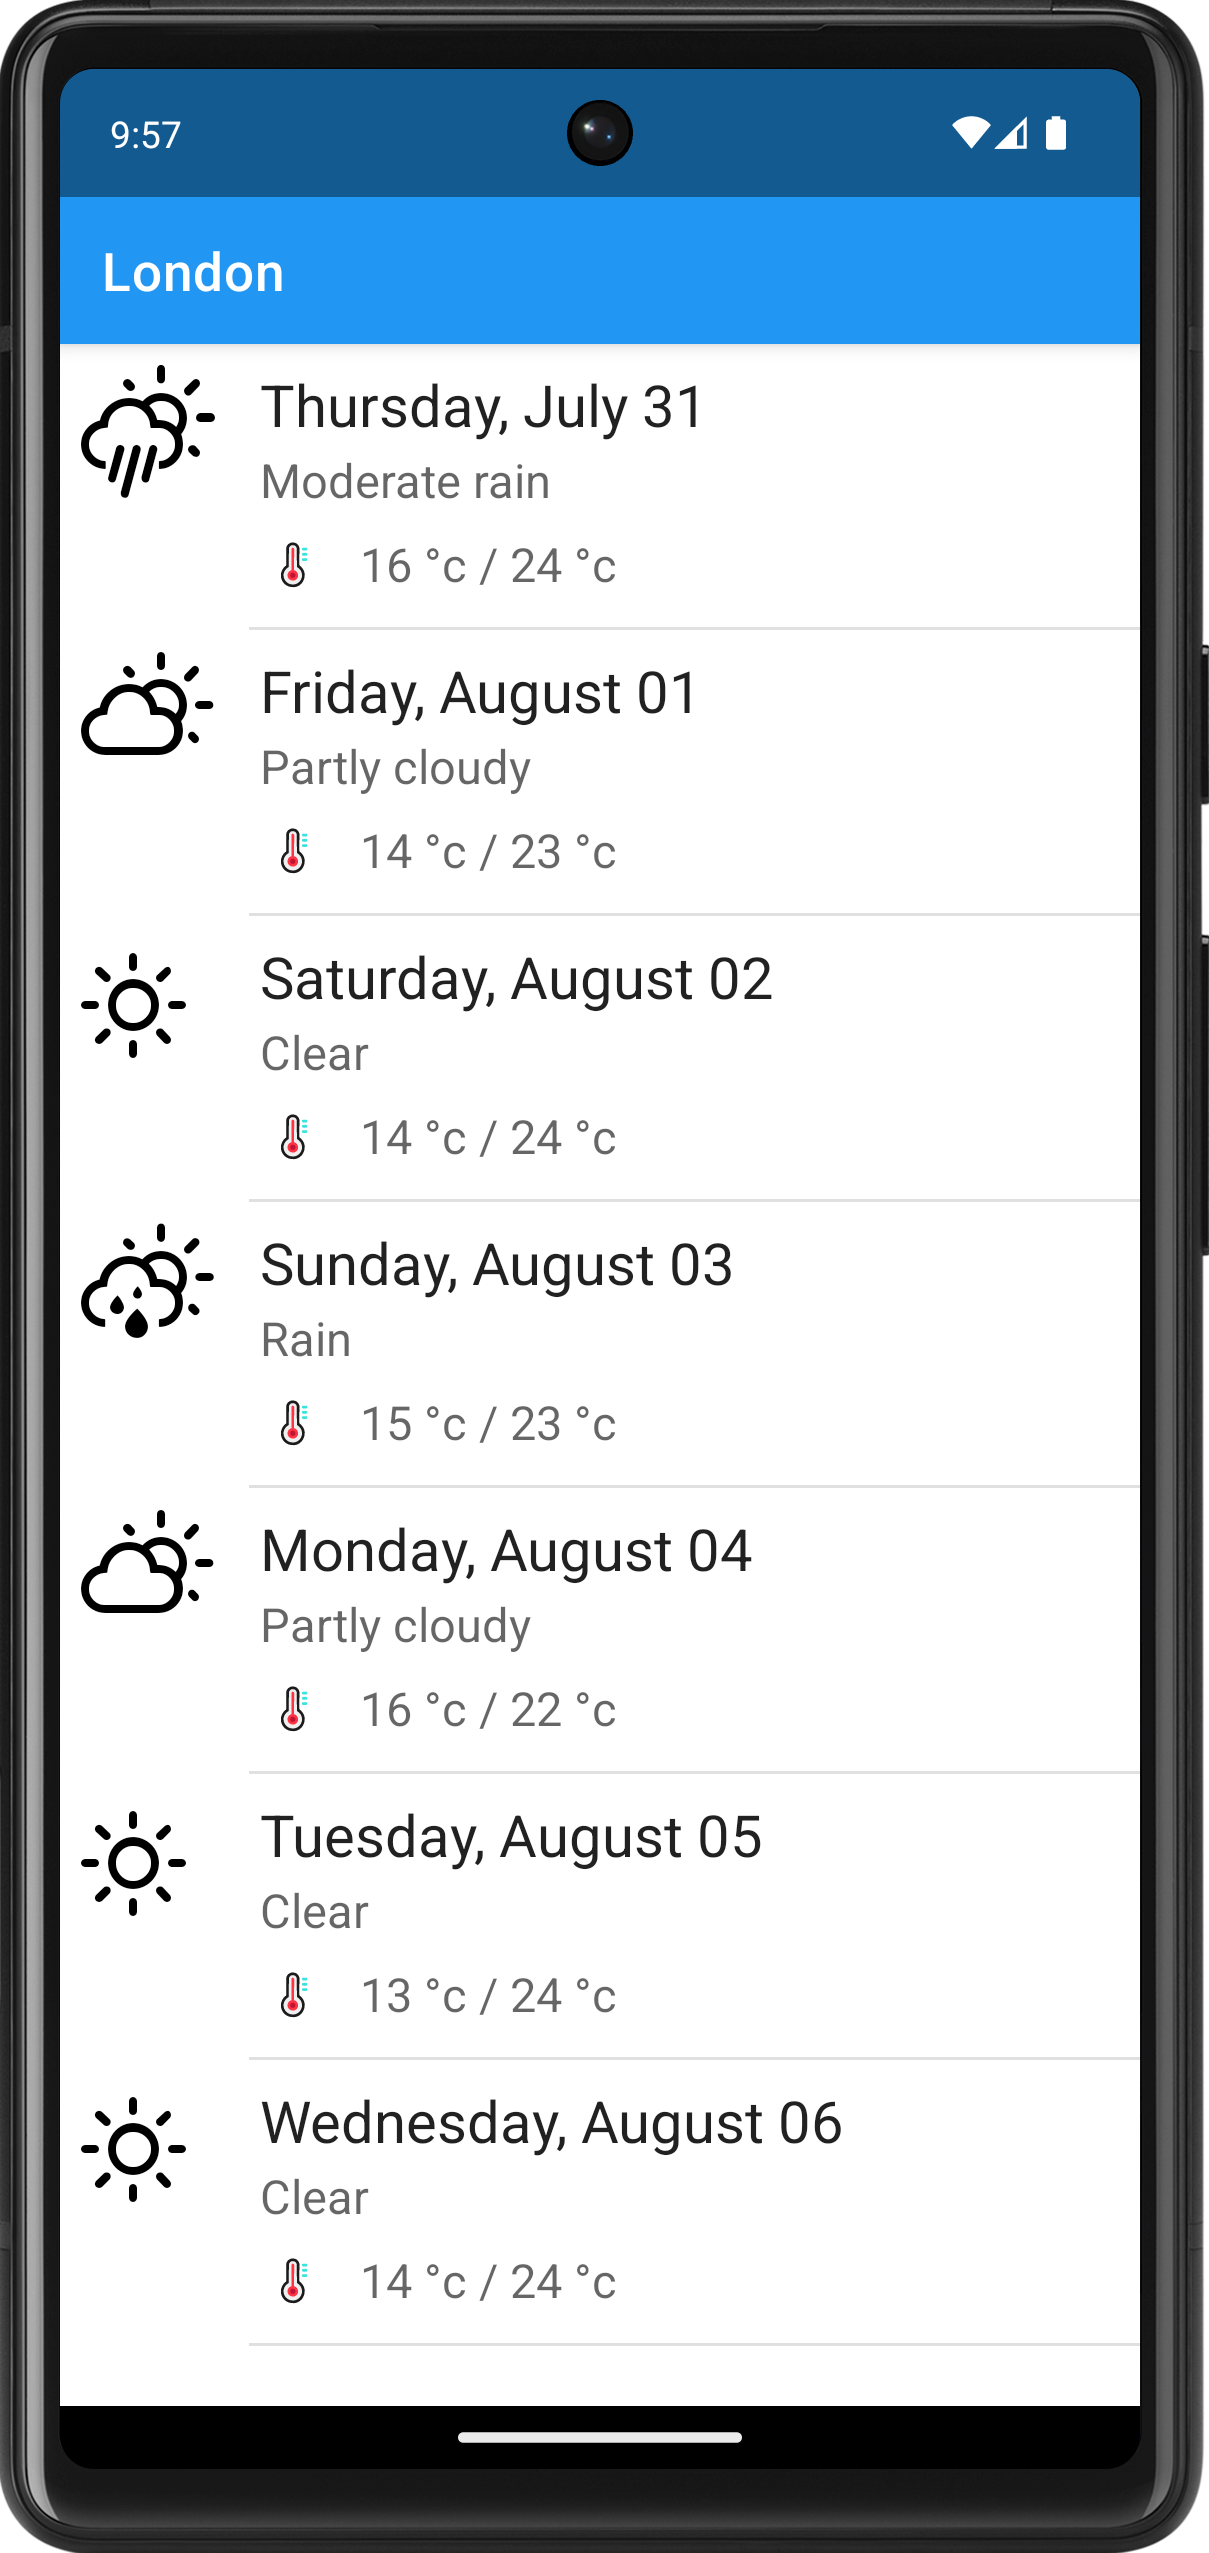 9:57
London
Thursday, July 31
Moderate rain
16 °c / 24 °c
Friday, August 01
Partly cloudy
14 °c / 23 °c
Saturday, August 02
Clear
14 °c / 24 °c
Sunday, August 03
Rain
15 °c / 23 °c
Monday, August 04
Partly cloudy
16 °c / 22 °c
Tuesday, August 05
Clear
13 °c / 24 °c
Wednesday, August 06
Clear
14 °c / 24 °c